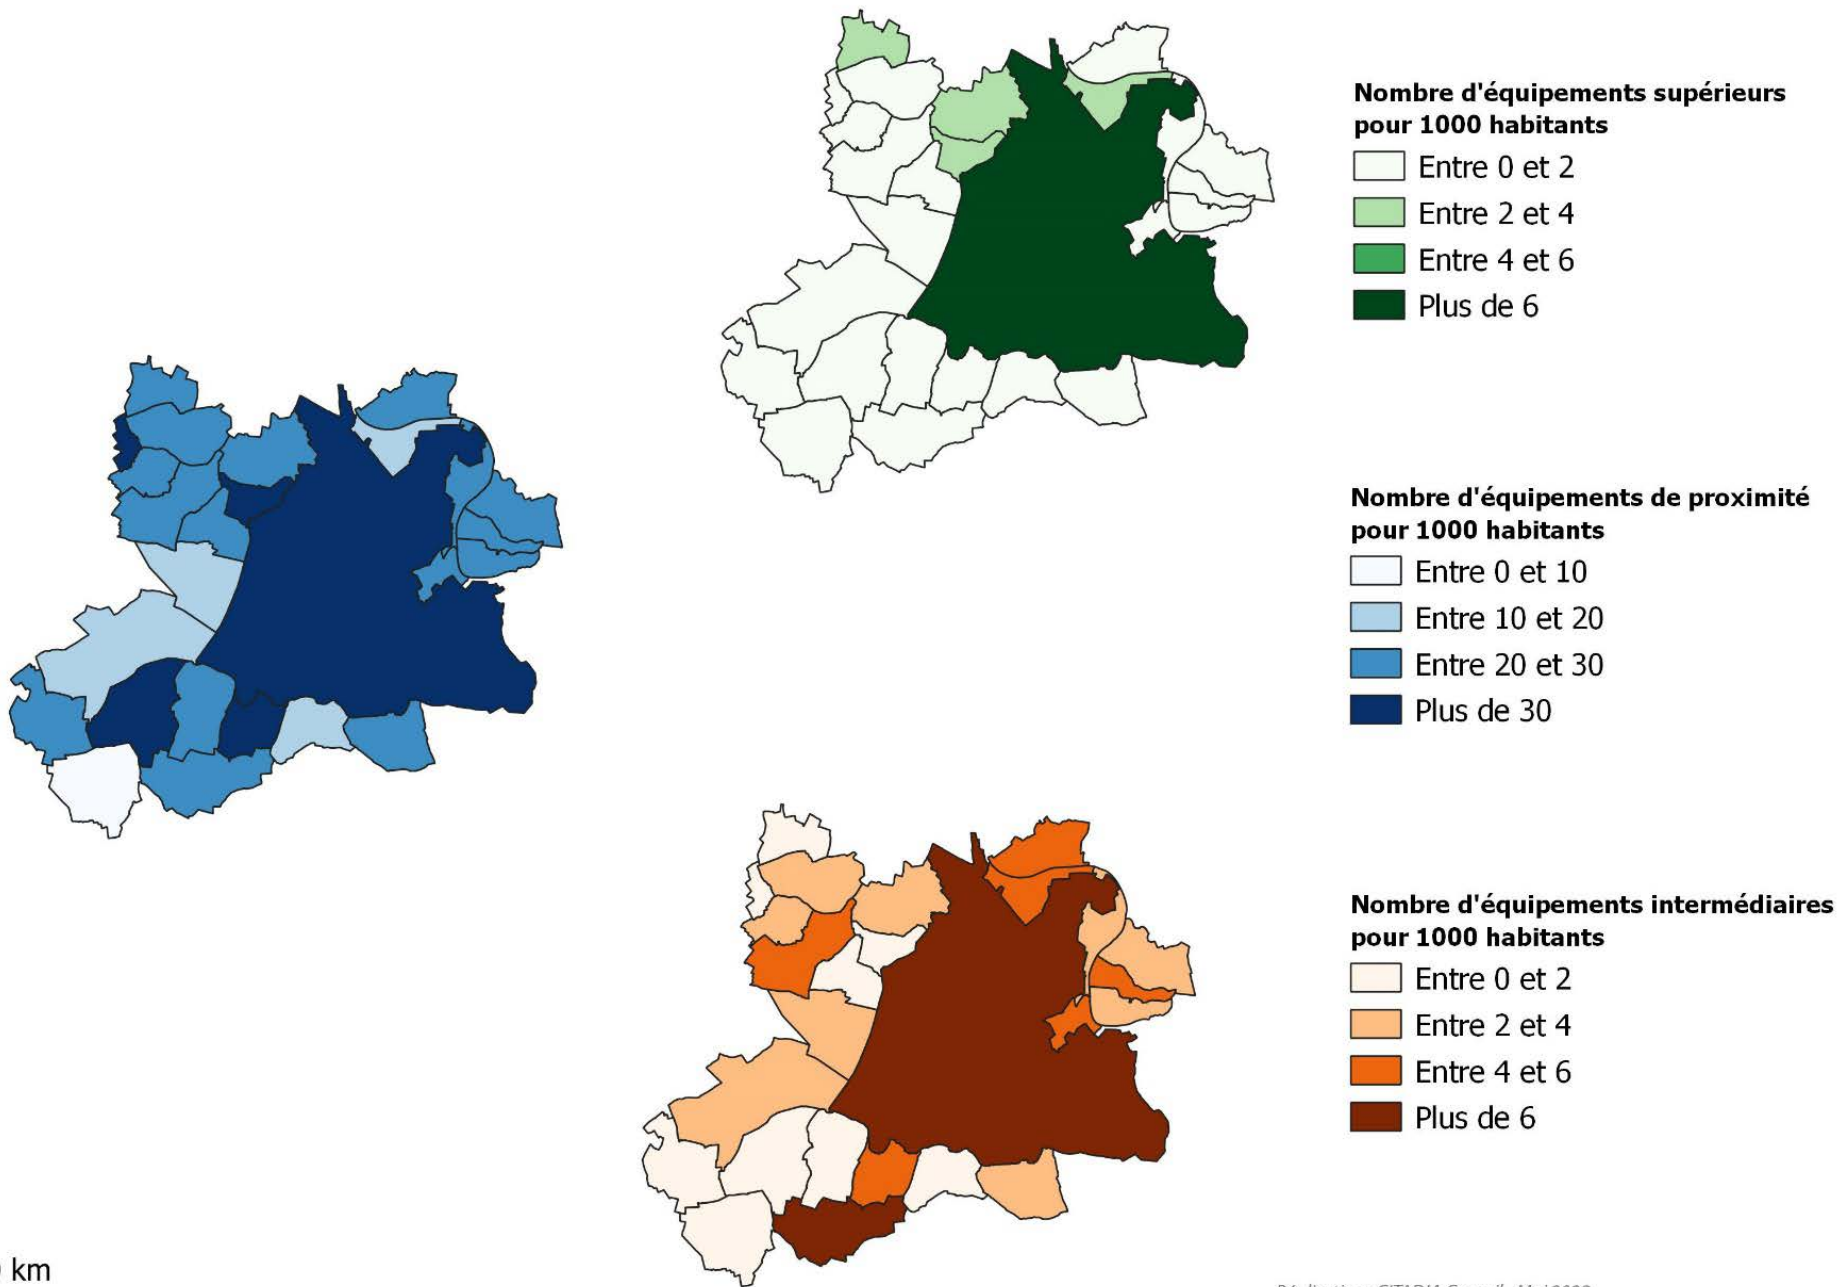 Nombre d'équipements supérieurs
pour 1000 habitants
Entre 0 et 2
Entre 2 et 4
Entre 4 et 6
Plus de 6
Nombre d'équipements de proximité
pour 1000 habitants
Entre 0 et 10
Entre 10 et 20
Entre 20 et 30
Plus de 30
Nombre d'équipements intermédiaires
pour 1000 habitants
Entre 0 et 2
Entre 2 et 4
Entre 4 et 6
Plus de 6
km